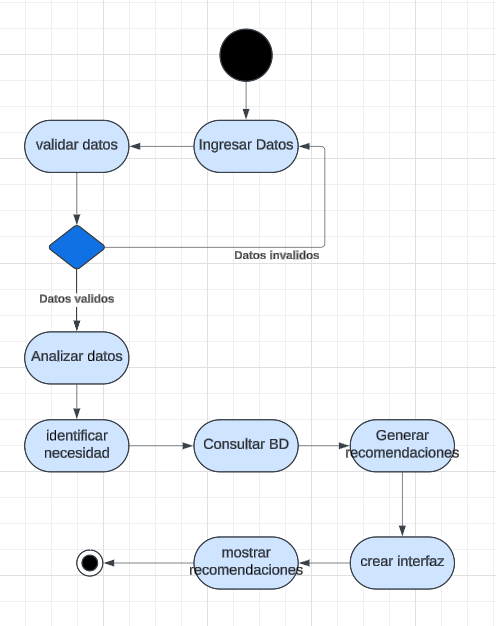 validar datos
Ingresar Datos
Datos invalidos
Datos validos
Analizar datos
identificar
necesidad
Consultar BD
Generar
recomendaciones
mostrar
recomendaciones
crear interfaz